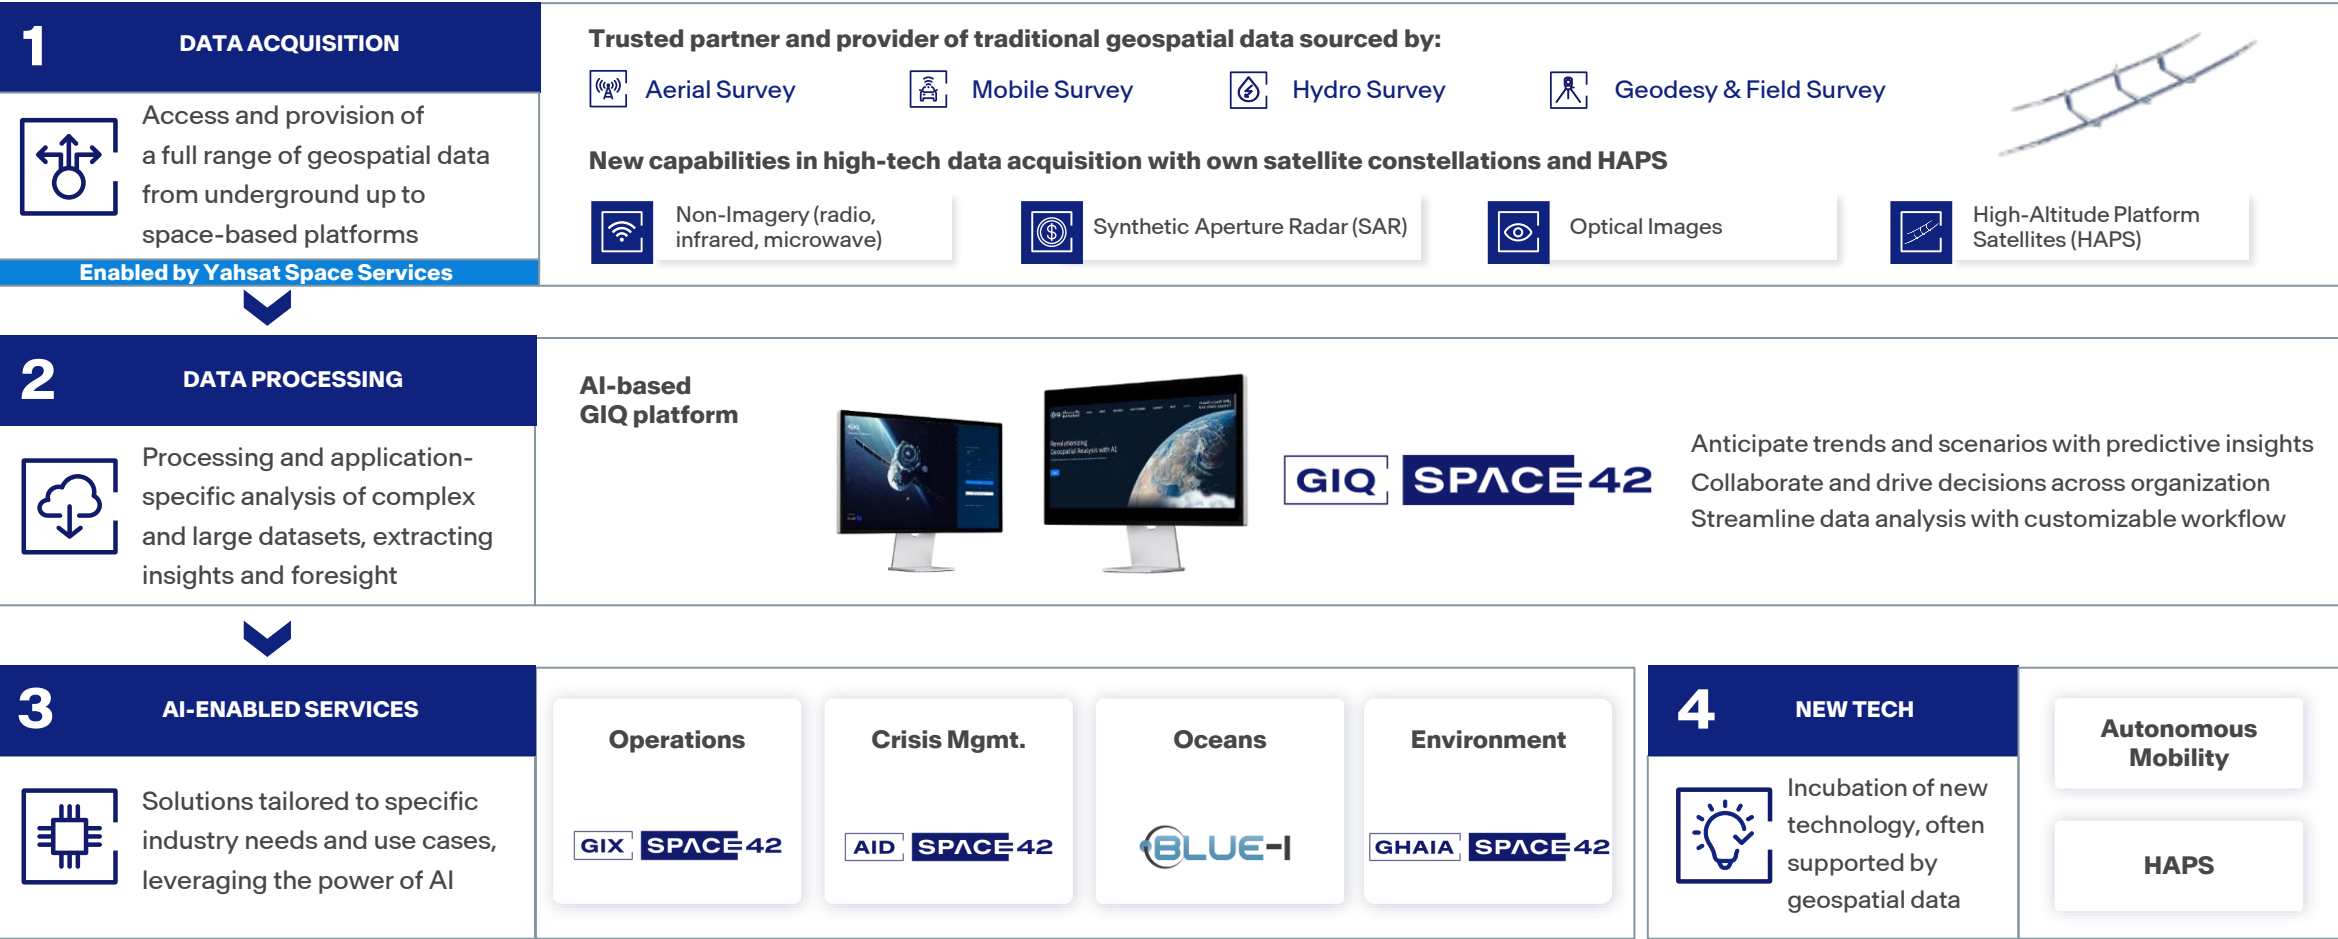 1
DATA ACQUISITION
Access and provision of
a full range of geospatial data
from underground up to
space-based platforms
Enabled by Yahsat Space Services
Trusted partner and provider of traditional geospatial data sourced by:
Aerial Survey
Mobile Survey
Hydro Survey
Geodesy & Field Survey
New capabilities in high-tech data acquisition with own satellite constellations and HAPS
Non-Imagery (radio,
infrared, microwave)
Synthetic Aperture Radar (SAR)
Optical Images
High-Altitude Platform
Satellites (HAPS)
2
DATA PROCESSING
Processing and application-
specific analysis of complex
and large datasets, extracting
insights and foresight
AI-based
GIQ platform
Revolutionizing
Geospatial Analysis with AI
GIQ SPACE42
Anticipate trends and scenarios with predictive insights
Collaborate and drive decisions across organization
Streamline data analysis with customizable workflow
3
AI-ENABLED SERVICES
Solutions tailored to specific
industry needs and use cases,
leveraging the power of AI
Operations
GIX SPACE42
Crisis Mgmt.
AID SPACE42
Oceans
BLUE-I
Environment
GHAIA SPACE42
4
NEW TECH
Incubation of new
technology, often
supported by
geospatial data
Autonomous
Mobility
HAPS